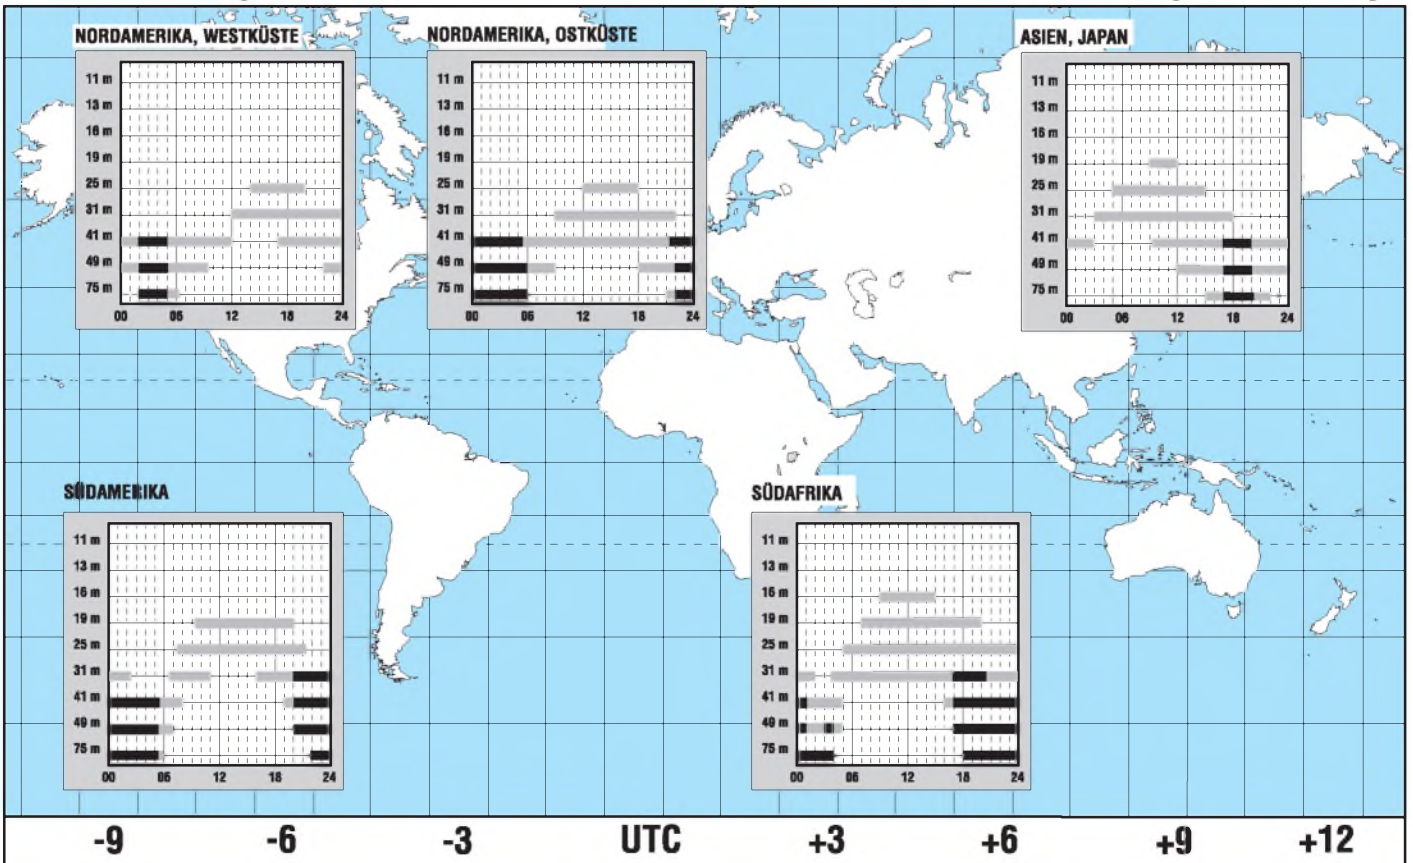 NORDAMERIKA, WESTKÜSTE
11 m
13 m
16 m
19 m
25 m
31 m
41 m
49 m
75 m
00 06 12 18 24
NORDAMERIKA, OSTKÜSTE
11 m
13 m
16 m
19 m
25 m
31 m
41 m
49 m
75 m
00 06 12 18 24
ASIEN, JAPAN
11 m
13 m
16 m
19 m
25 m
31 m
41 m
49 m
75 m
00 06 12 18 24
SÜDAMERIKA
11 m
13 m
16 m
19 m
25 m
31 m
41 m
49 m
75 m
00 06 12 18 24
SÜDAFRIKA
11 m
13 m
16 m
19 m
25 m
31 m
41 m
49 m
75 m
00 06 12 18 24
-9 -6 -3 UTC +3 +6 +9 +12